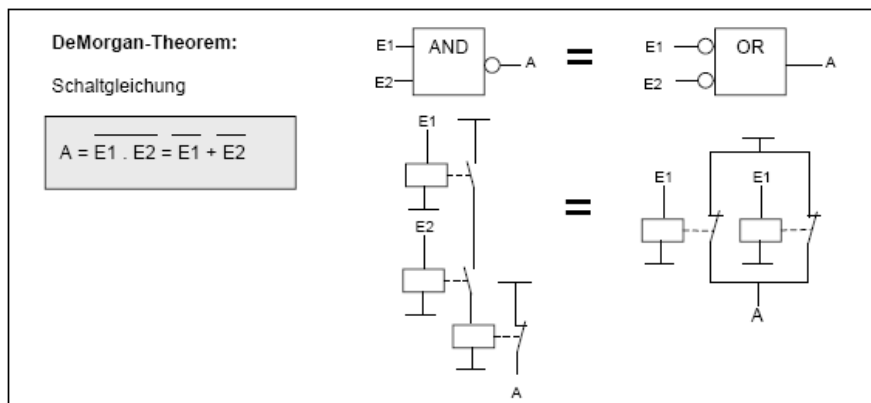 DeMorgan-Theorem:
Schaltgleichung
A = E1 . E2 = E1 + E2
E1
E2
AND
A
=
E1
E2
OR
A
E1
E2
A
=
E1
E1
A